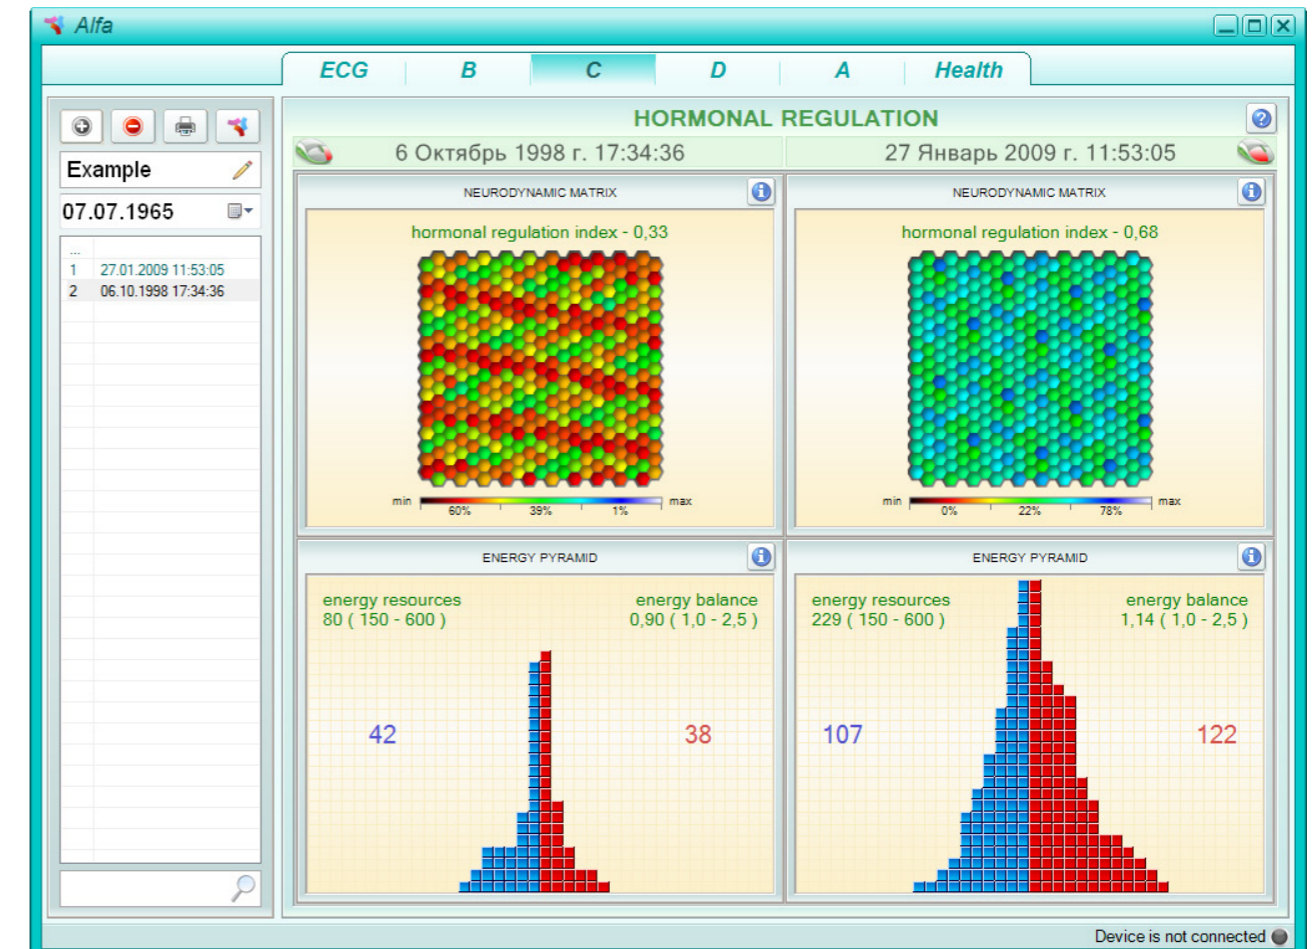 Alfa
ECG B C D A Health
Example
07.07.1965
...
1 27.01.2009 11:53:05
2 06.10.1998 17:34:36
HORMONAL REGULATION
6 Октябрь 1998 г. 17:34:36
27 Январь 2009 г. 11:53:05
NEURODYNAMIC MATRIX
hormonal regulation index - 0,33
min 60% 39% 1% max
NEURODYNAMIC MATRIX
hormonal regulation index - 0,68
min 0% 22% 78% max
ENERGY PYRAMID
energy resources
80 ( 150 - 600 )
energy balance
0,90 ( 1,0 - 2,5 )
42
38
ENERGY PYRAMID
energy resources
229 ( 150 - 600 )
energy balance
1,14 ( 1,0 - 2,5 )
107
122
Device is not connected